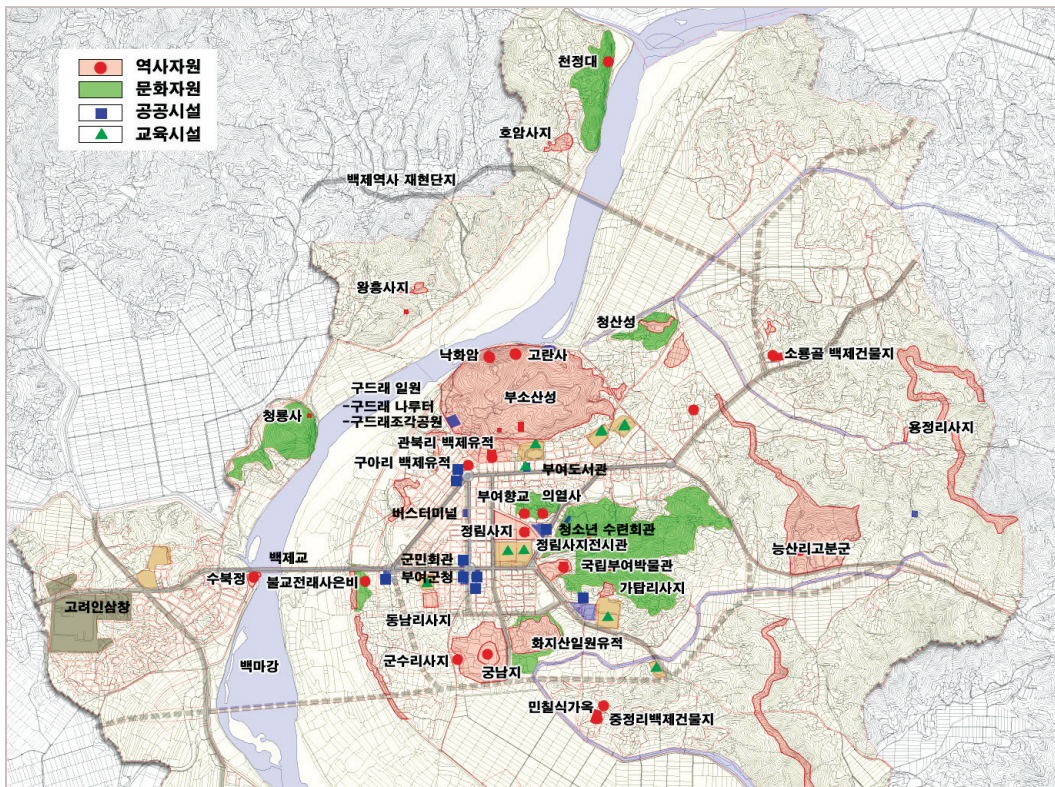 역사자원
문화자원
공공시설
교육시설
천정대
호암사지
백제역사 재현단지
왕흥사지
청산성
낙화암
고란사
소룡골 백제건물지
구드래 일원
-구드래 나루터
-구드래조각공원
부소산성
청룡사
용정리사지
관북리 백제유적
구아리 백제유적
부여도서관
부여향교
의열사
버스터미널
정림사지
청소년 수련회관
정림사지전시관
능산리고분군
백제교
군민회관
국립부여박물관
수북정
불교전래사은비
부여군청
가탑리사지
고려인삼창
동남리사지
화지산일원유적
백마강
군수리사지
궁남지
민칠식가옥
중정리백제건물지